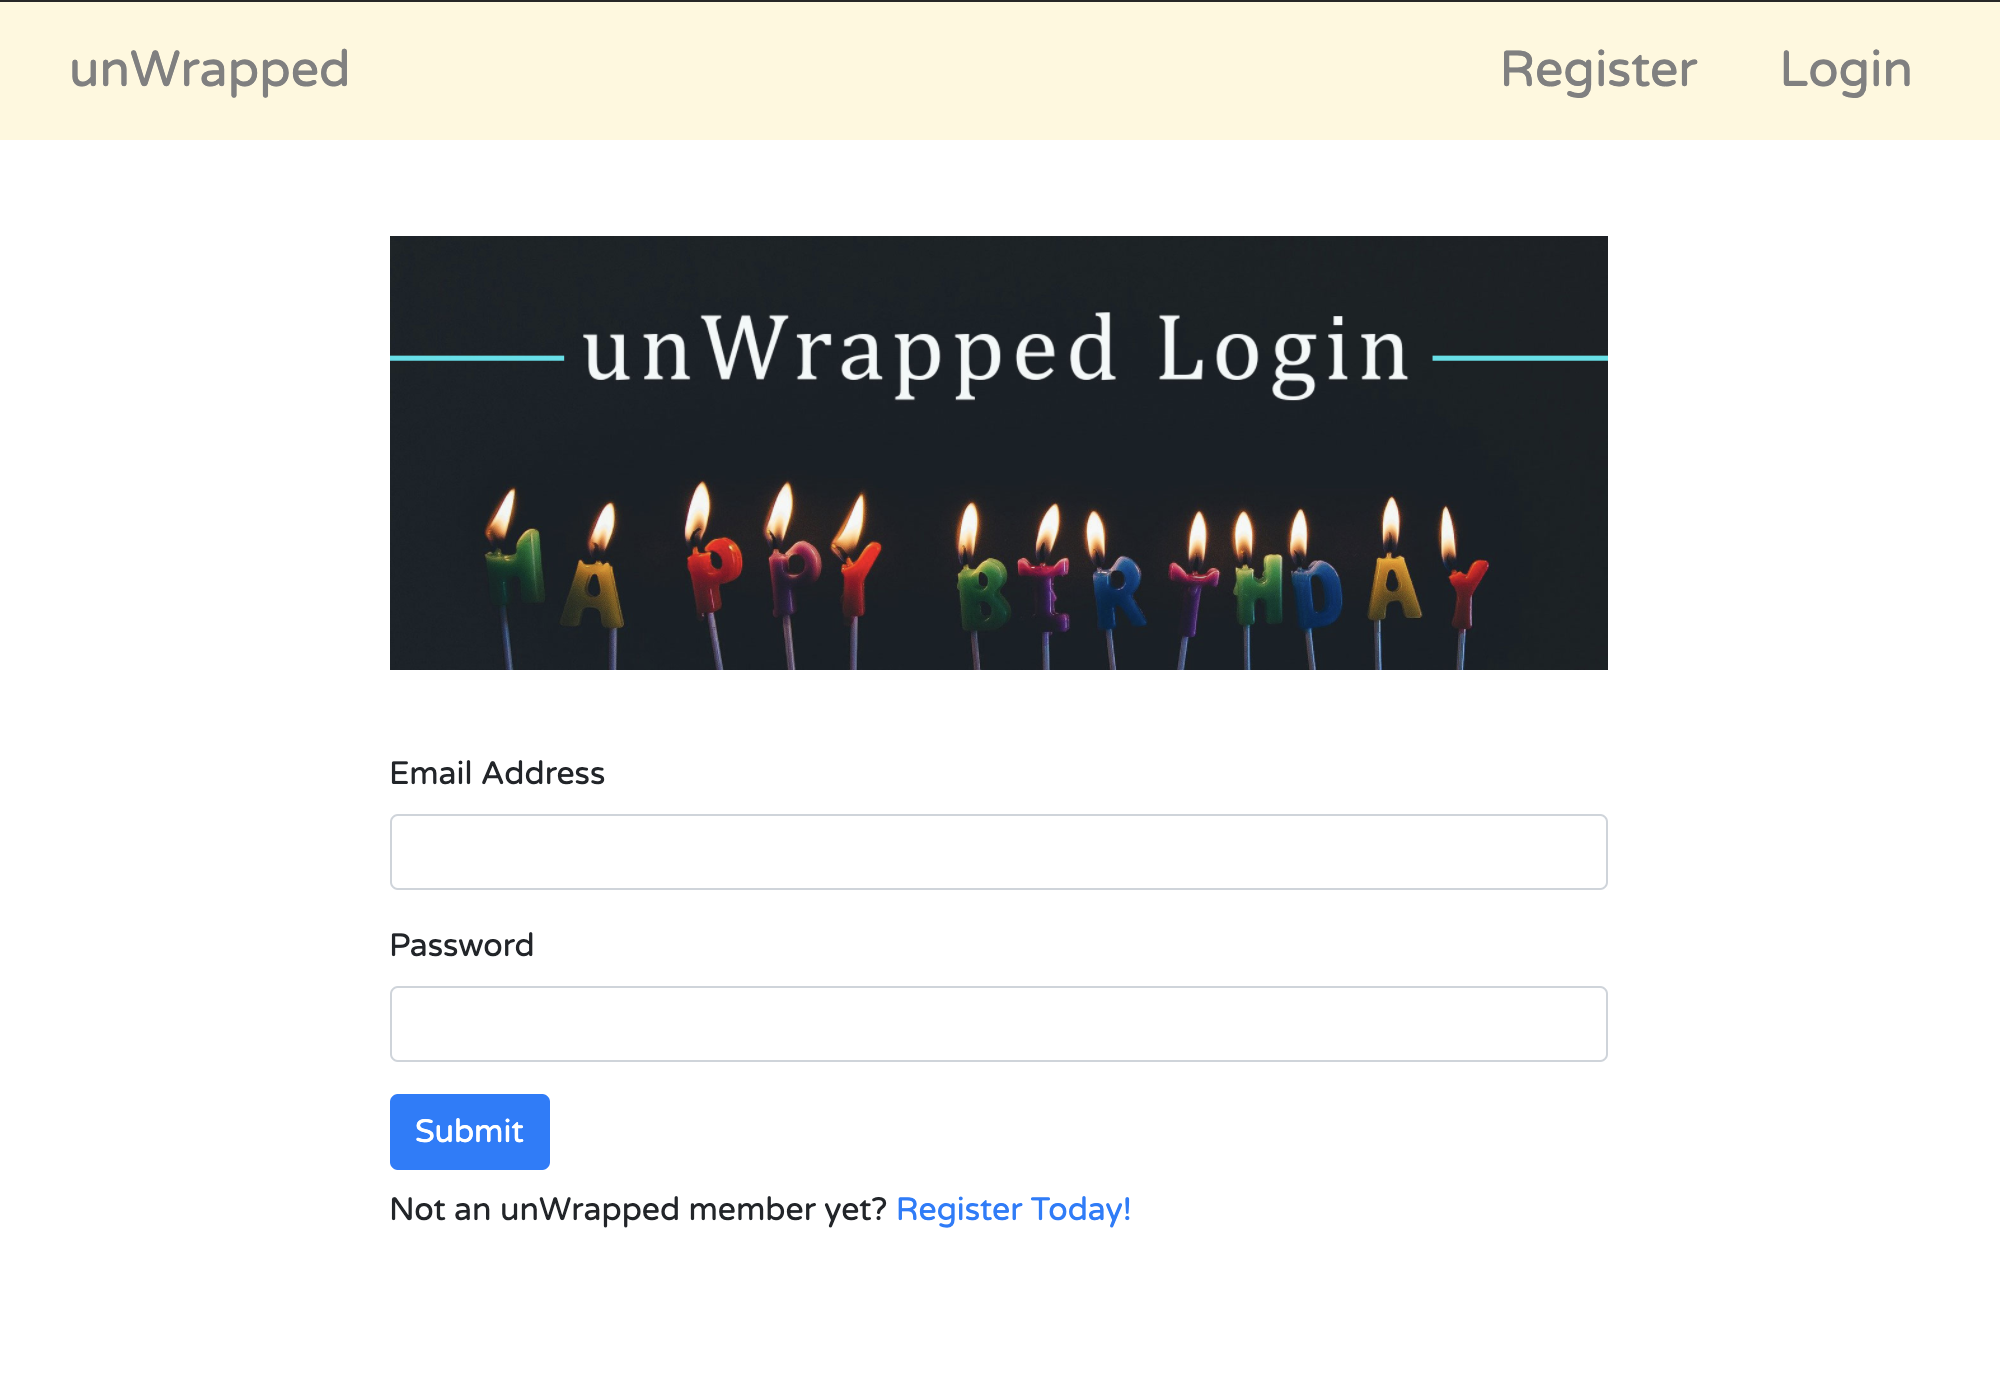 unWrapped Register Login
unWrapped Login
HAPPY BIRTHDAY
Email Address
Password
Submit
Not an unWrapped member yet? Register Today!